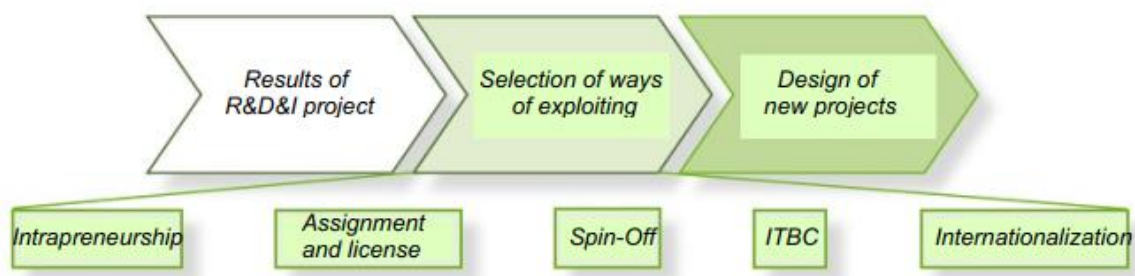 Results of
R&D&I project
Selection of ways
of exploiting
Design of
new projects
Intrapreneurship
Assignment
and license
Spin-Off
ITBC
Internationalization